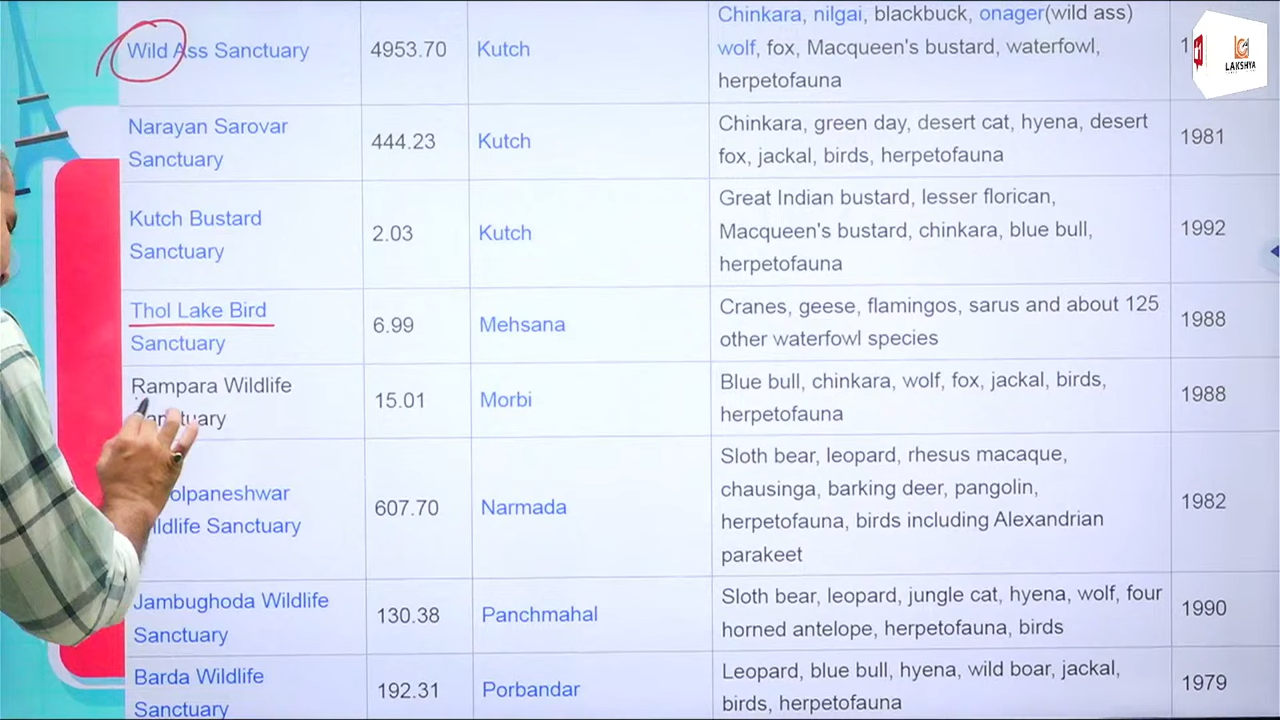 Wild Ass Sanctuary
4953.70
Kutch
Chinkara, nilgai, blackbuck, onager(wild ass)
wolf, fox, Macqueen's bustard, waterfowl,
herpetofauna
LAKSHYA
Narayan Sarovar
Sanctuary
444.23
Kutch
Chinkara, green day, desert cat, hyena, desert
fox, jackal, birds, herpetofauna
1981
Kutch Bustard
Sanctuary
2.03
Kutch
Great Indian bustard, lesser florican,
Macqueen's bustard, chinkara, blue bull,
herpetofauna
1992
Thol Lake Bird
Sanctuary
6.99
Mehsana
Cranes, geese, flamingos, sarus and about 125
other waterfowl species
1988
Rampara Wildlife
Sanctuary
15.01
Morbi
Blue bull, chinkara, wolf, fox, jackal, birds,
herpetofauna
1988
olpaneshwar
ildlife Sanctuary
607.70
Narmada
Sloth bear, leopard, rhesus macaque,
chausinga, barking deer, pangolin,
herpetofauna, birds including Alexandrian
parakeet
1982
Jambughoda Wildlife
Sanctuary
130.38
Panchmahal
Sloth bear, leopard, jungle cat, hyena, wolf, four
horned antelope, herpetofauna, birds
1990
Barda Wildlife
Sanctuary
192.31
Porbandar
Leopard, blue bull, hyena, wild boar, jackal,
birds, herpetofauna
1979